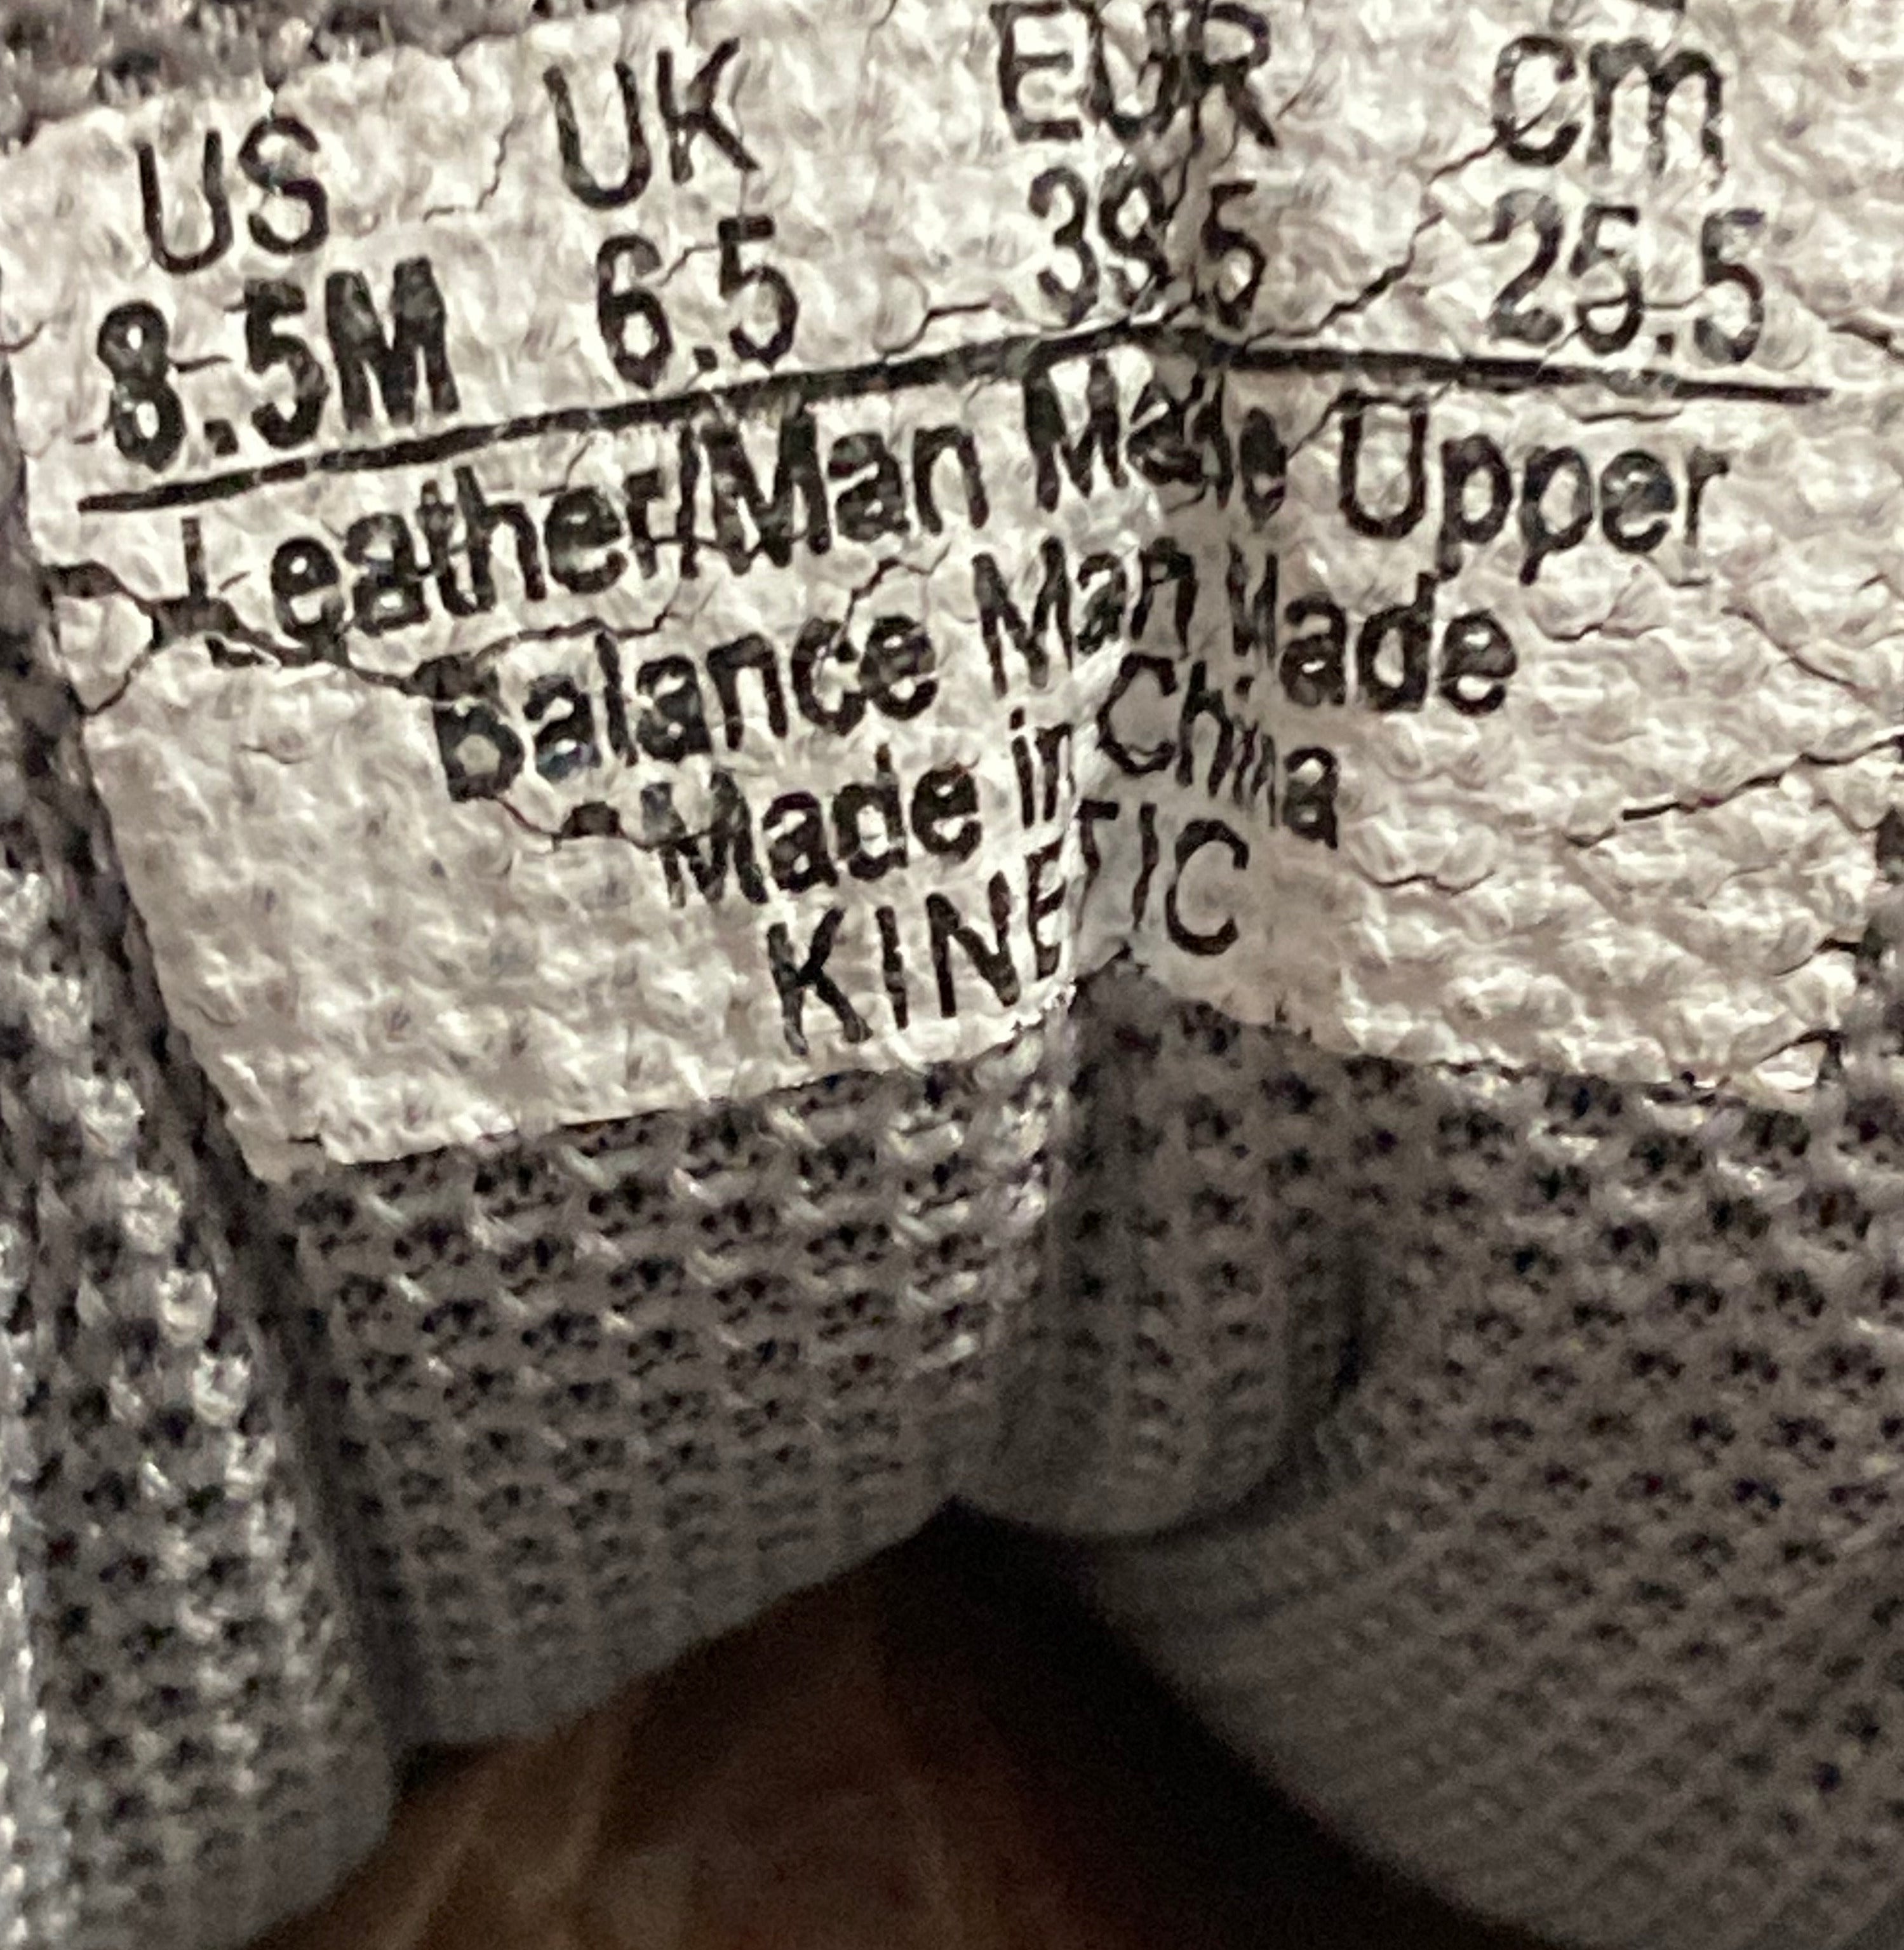 US UK EUR cm
8.5M 6.5 39.5 25.5
Leather/Man Made Upper
Balance Man Made
Made in China
KINETIC